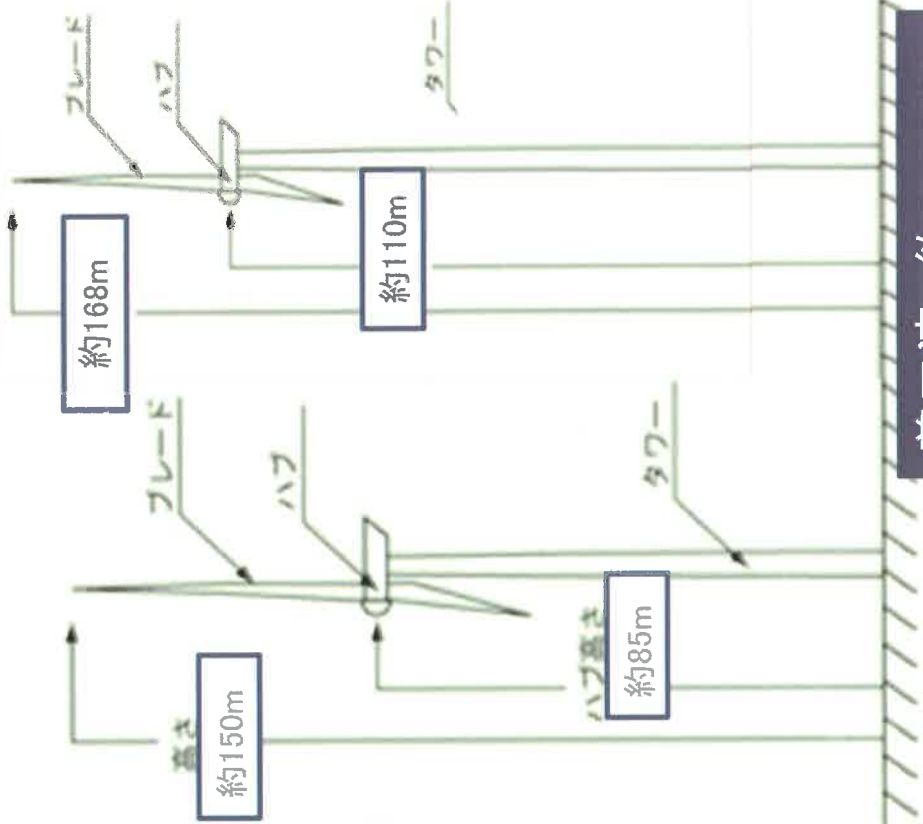 ブレード
ハブ
タワー
約168m
約110m
ブレード
ハブ
タワー
高さ
約150m
ハブ高さ
約85m